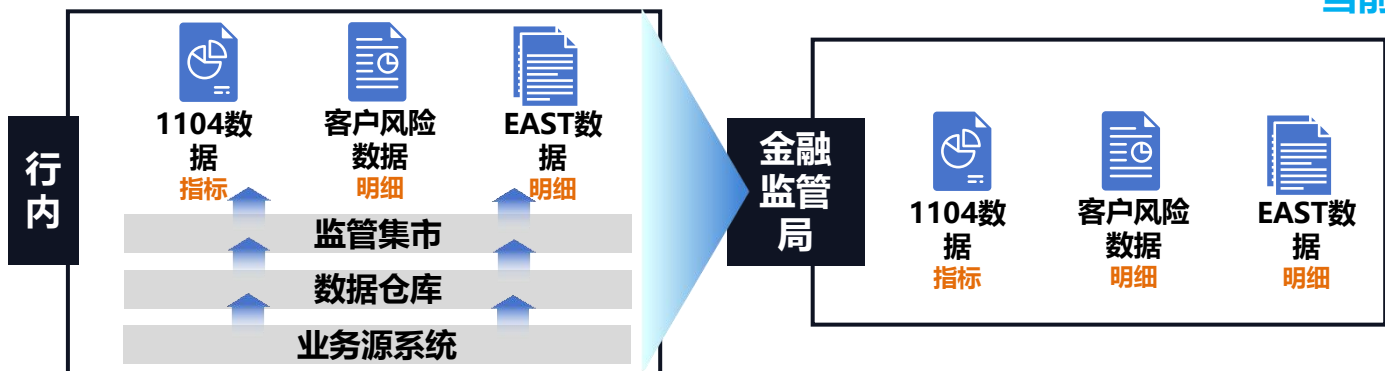 当前
行
内
1104数
据
指标
客户风险
数据
明细
EAST数
据
明细
监管集市
数据仓库
业务源系统
金融
监管
局
1104数
据
指标
客户风险
数据
明细
EAST数
据
明细